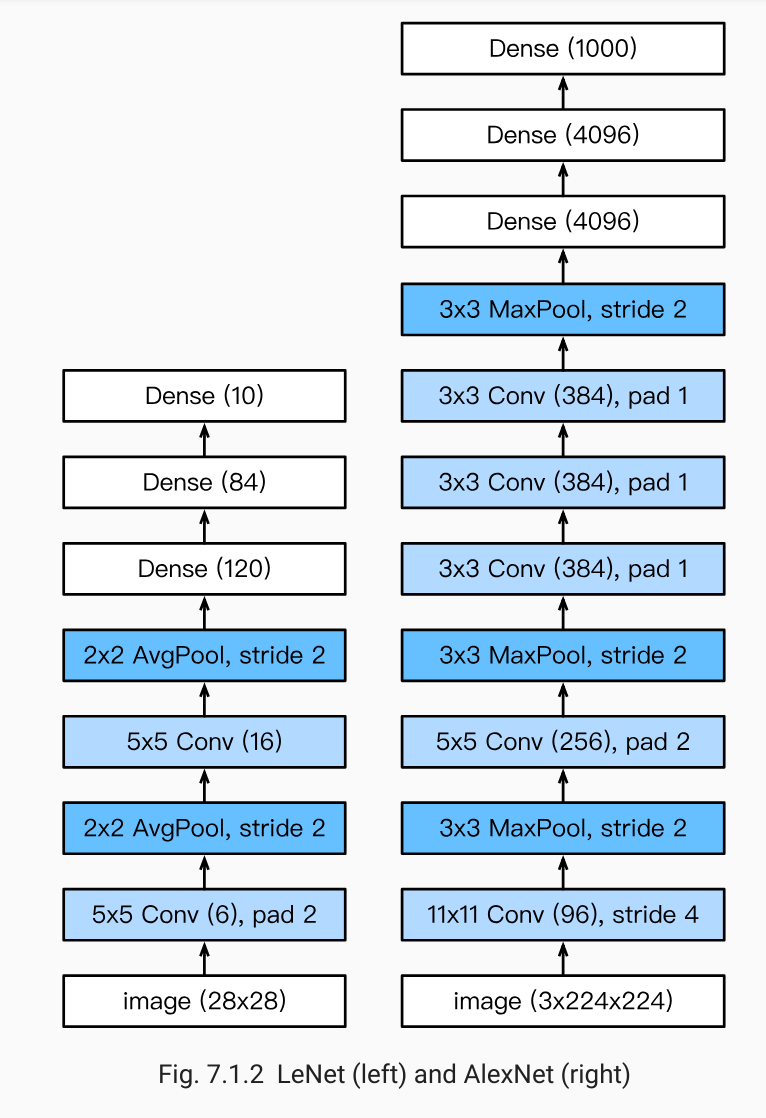 Dense (10)
Dense (84)
Dense (120)
2x2 AvgPool, stride 2
5x5 Conv (16)
2x2 AvgPool, stride 2
5x5 Conv (6), pad 2
image (28x28)
Dense (1000)
Dense (4096)
Dense (4096)
3x3 MaxPool, stride 2
3x3 Conv (384), pad 1
3x3 Conv (384), pad 1
3x3 Conv (384), pad 1
3x3 MaxPool, stride 2
5x5 Conv (256), pad 2
3x3 MaxPool, stride 2
11x11 Conv (96), stride 4
image (3x224x224)
Fig. 7.1.2 LeNet (left) and AlexNet (right)